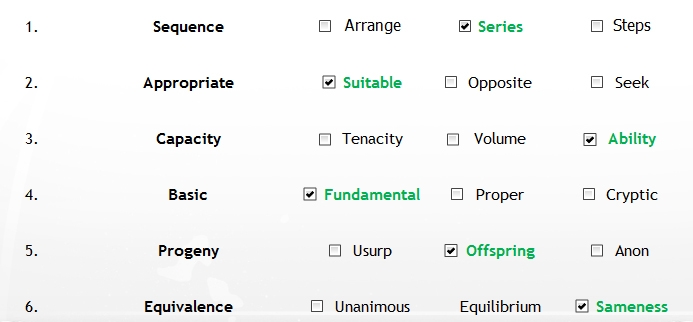 1. Sequence Arrange Series Steps
2. Appropriate Suitable Opposite Seek
3. Capacity Tenacity Volume Ability
4. Basic Fundamental Proper Cryptic
5. Progeny Usurp Offspring Anon
6. Equivalence Unanimous Equilibrium Sameness